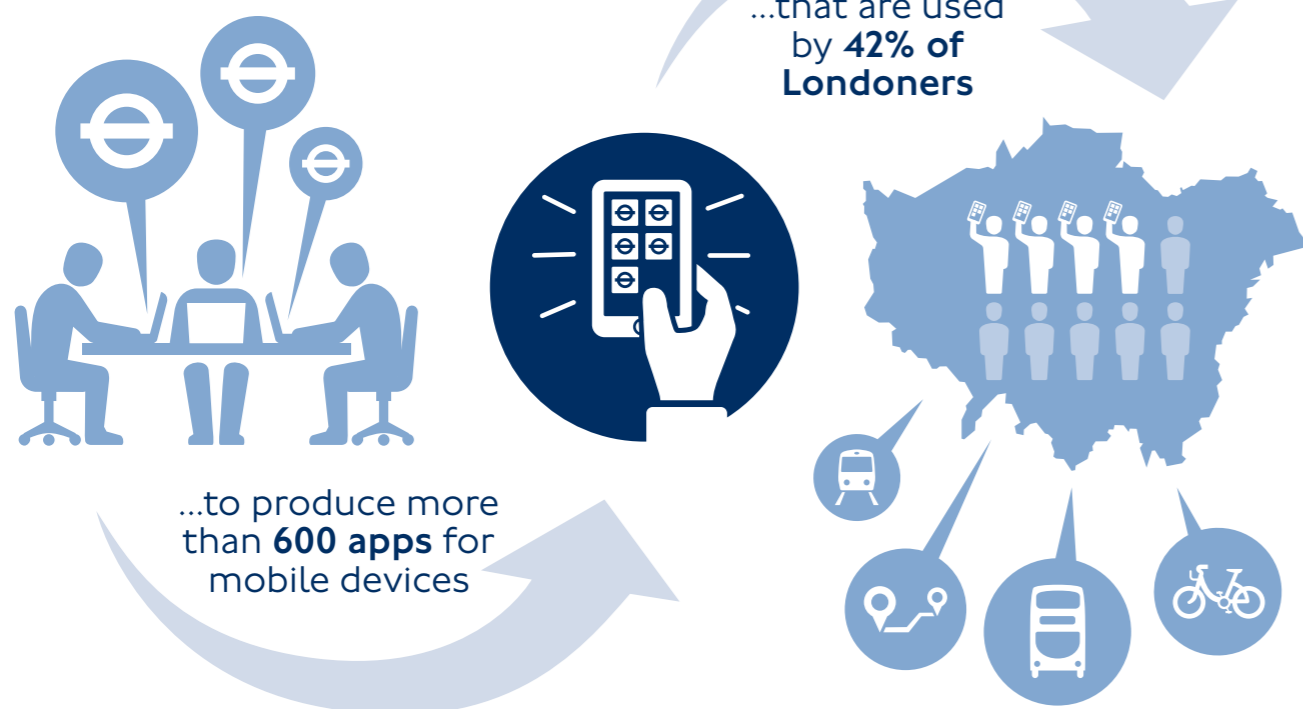 ...that are used
by 42% of
Londoners
...to produce more
than 600 apps for
mobile devices